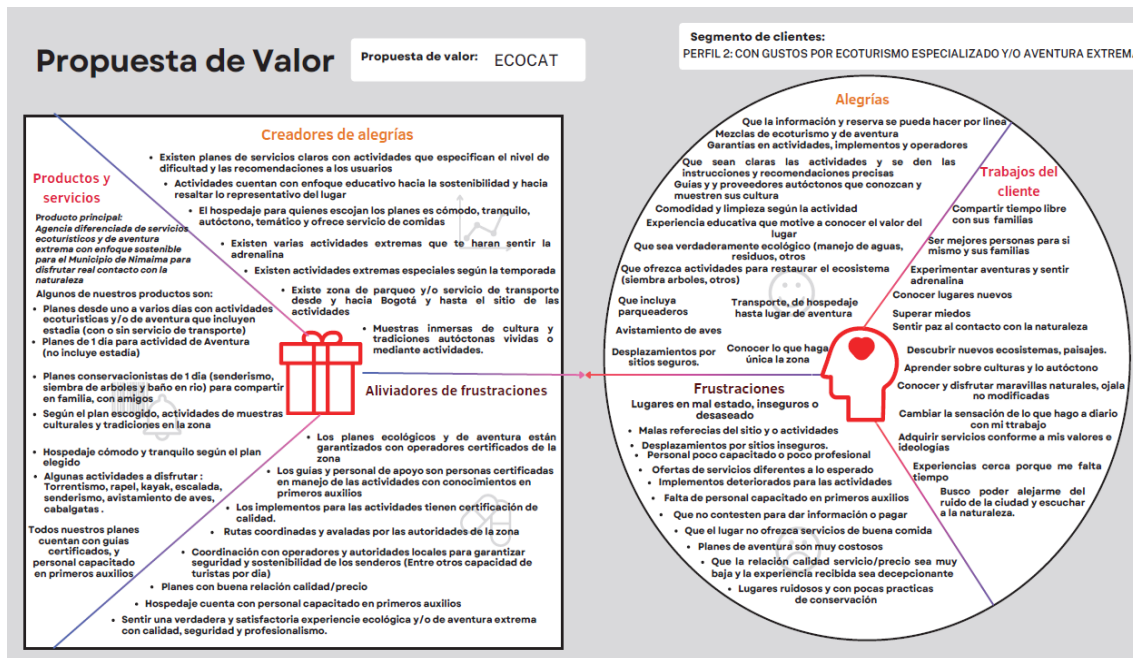 Propuesta de Valor
Propuesta de valor: ECOCAT
Segmento de clientes:
PERFIL 2: CON GUSTOS POR ECOTURISMO ESPECIALIZADO Y/O AVENTURA EXTREM
Creadores de alegrías
• Existen planes de servicios claros con actividades que especifican el nivel de
dificultad y las recomendaciones a los usuarios
• Actividades cuentan con enfoque educativo hacia la sostenibilidad y hacia
resaltar lo representativo del lugar
• El hospedaje para quienes escojan los planes es cómodo, tranquilo,
autóctono, temático y ofrece servicio de comidas
• Existen varias actividades extremas que te haran sentir la
adrenalina
• Existen actividades extremas especiales según la temporada
• Existe zona de parqueo y/o servicio de transporte
desde y hacia Bogotá y hasta el sitio de las
actividades
• Muestras inmersas de cultura y
tradiciones autóctonas vividas o
mediante actividades.
Productos y
servicios
Producto principal:
Agencia diferenciada de servicios
ecoturísticos y de aventura
extrema con enfoque sostenible
para el Municipio de Nimaima para
disfrutar real contacto con la
naturaleza
Algunos de nuestros productos son:
• Planes desde uno a varios días con actividades
ecoturisticas y/o de aventura que incluyen
estadia (con o sin servicio de transporte)
• Planes de 1 día para actividad de Aventura
(no incluye estadia)
• Planes conservacionistas de 1 dia (senderismo,
siembra de arboles y baño en rio) para compartir
en familia, con amigos
• Según el plan escogido, actividades de muestras
culturales y tradiciones en la zona
• Hospedaje cómodo y tranquilo según el plan
elegido
• Algunas actividades a disfrutar :
Torrentismo, rapel, kayak, escalada,
senderismo, avistamiento de aves,
cabalgatas .
Todos nuestros planes
cuentan con guías
certificados, y
personal capacitado
en primeros auxilios
Aliviadores de frustraciones
• Los planes ecológicos y de aventura están
garantizados con operadores certificados de la
zona
• Los guías y personal de apoyo son personas certificadas
en manejo de las actividades con conocimientos en
primeros auxilios
• Los implementos para las actividades tienen certificación de
calidad.
• Rutas coordinadas y avaladas por las autoridades de la zona
• Coordinación con operadores y autoridades locales para garantizar
seguridad y sostenibilidad de los senderos (Entre otros capacidad de
turistas por dia)
• Planes con buena relación calidad/precio
• Hospedaje cuenta con personal capacitado en primeros auxilios
• Sentir una verdadera y satisfactoria experiencie ecológica y/o de aventura extrema
con calidad, seguridad y profesionalismo.
Alegrías
Que la información y reserva se pueda hacer por linea
Mezclas de ecoturismo y de aventura
Garantías en actividades, implementos y operadores
Que sean claras las actividades y se den las
instrucciones y recomendaciones precisas
Guías y y proveedores autóctonos que conozcan y
muestren sus cultura
Comodidad y limpieza según la actividad
Experiencia educativa que motive a conocer el valor del
lugar
Que sea verdaderamente ecológico (manejo de aguas,
residuos, otros)
Que ofrezca actividades para restaurar el ecosistema
(siembra arboles, otros)
Que incluya
parqueaderos
Transporte, de hospedaje
hasta lugar de aventura
Avistamiento de aves
Desplazamientos por
sitios seguros.
Conocer lo que haga
única la zona
Trabajos del
cliente
Compartir tiempo libre
con sus familias
Ser mejores personas para si
mismo y sus familias
Experimentar aventuras y sentir
adrenalina
Conocer lugares nuevos
Superar miedos
Sentir paz al contacto con la naturaleza
Descubrir nuevos ecosistemas, paisajes.
Aprender sobre culturas y lo autóctono
Conocer y disfrutar maravillas naturales, ojala
no modificadas
Cambiar la sensación de lo que hago a diario
con mi ttrabajo
Adquirir servicios conforme a mis valores e
ideologías
Experiencias cerca porque me falta
tiempo
Busco poder alejarme del
ruido de la ciudad y escuchar
a la naturaleza.
Frustraciones
Lugares en mal estado, inseguros o
desaseado
• Malas referecias del sitio y o actividades
• Desplazamientos por sitios inseguros.
• Personal poco capacitado o poco profesional
• Ofertas de servicios diferentes a lo esperado
• Implementos deteriorados para las actividades
• Falta de personal capacitado en primeros auxilios
• Que no contesten para dar información o pagar
• Que el lugar no ofrezca servicios de buena comida
• Planes de aventura son muy costosos
• Que la relación calidad servicio/precio sea muy
baja y la experiencia recibida sea decepcionante
• Lugares ruidosos y con pocas practicas
de conservación